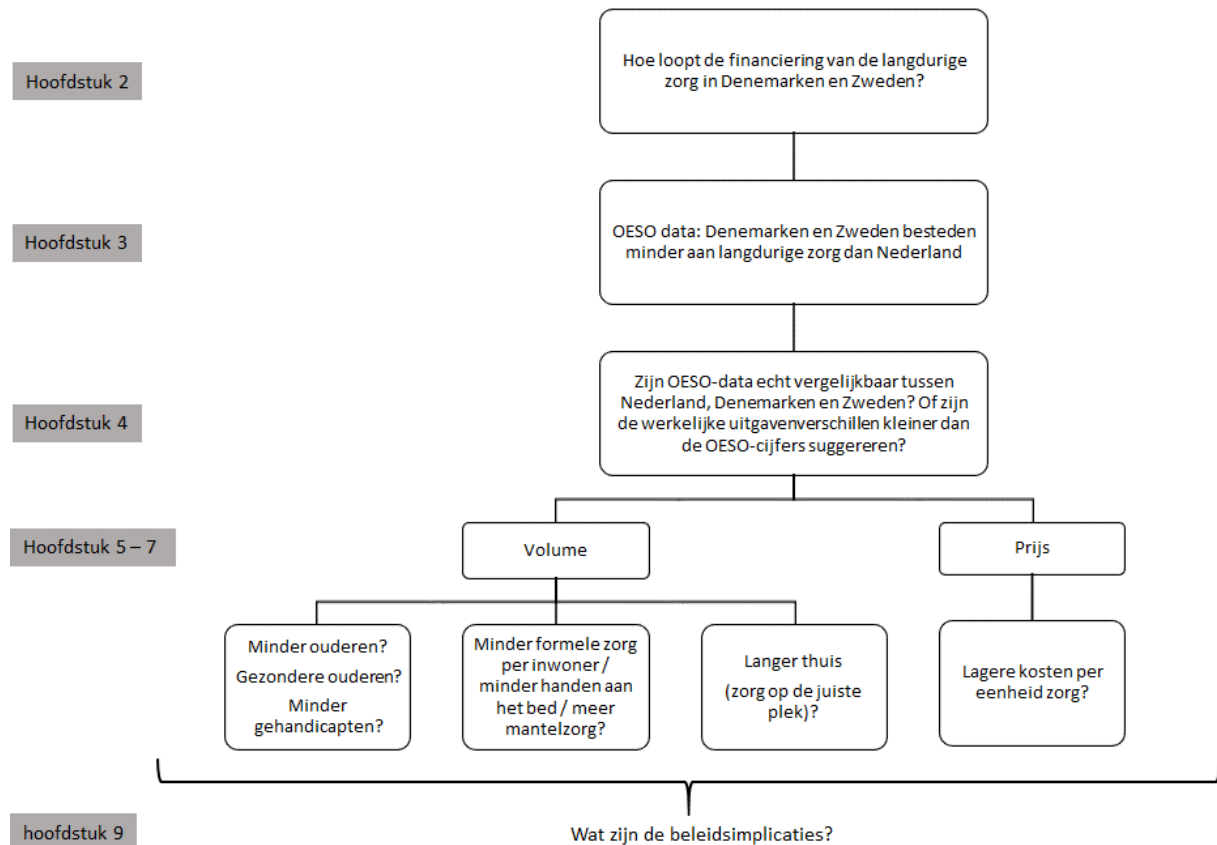 Hoofdstuk 2
Hoe loopt de financiering van de langdurige
zorg in Denemarken en Zweden?
Hoofdstuk 3
OESO data: Denemarken en Zweden besteden
minder aan langdurige zorg dan Nederland
Hoofdstuk 4
Zijn OESO-data echt vergelijkbaar tussen
Nederland, Denemarken en Zweden? Of zijn
de werkelijke uitgavenverschillen kleiner dan
de OESO-cijfers suggereren?
Hoofdstuk 5 – 7
Volume
Prijs
Minder ouderen?
Gezondere ouderen?
Minder
gehandicapten?
Minder formele zorg
per inwoner /
minder handen aan
het bed / meer
mantelzorg?
Langer thuis
(zorg op de juiste
plek)?
Lagere kosten per
eenheid zorg?
hoofdstuk 9
Wat zijn de beleidsimplicaties?